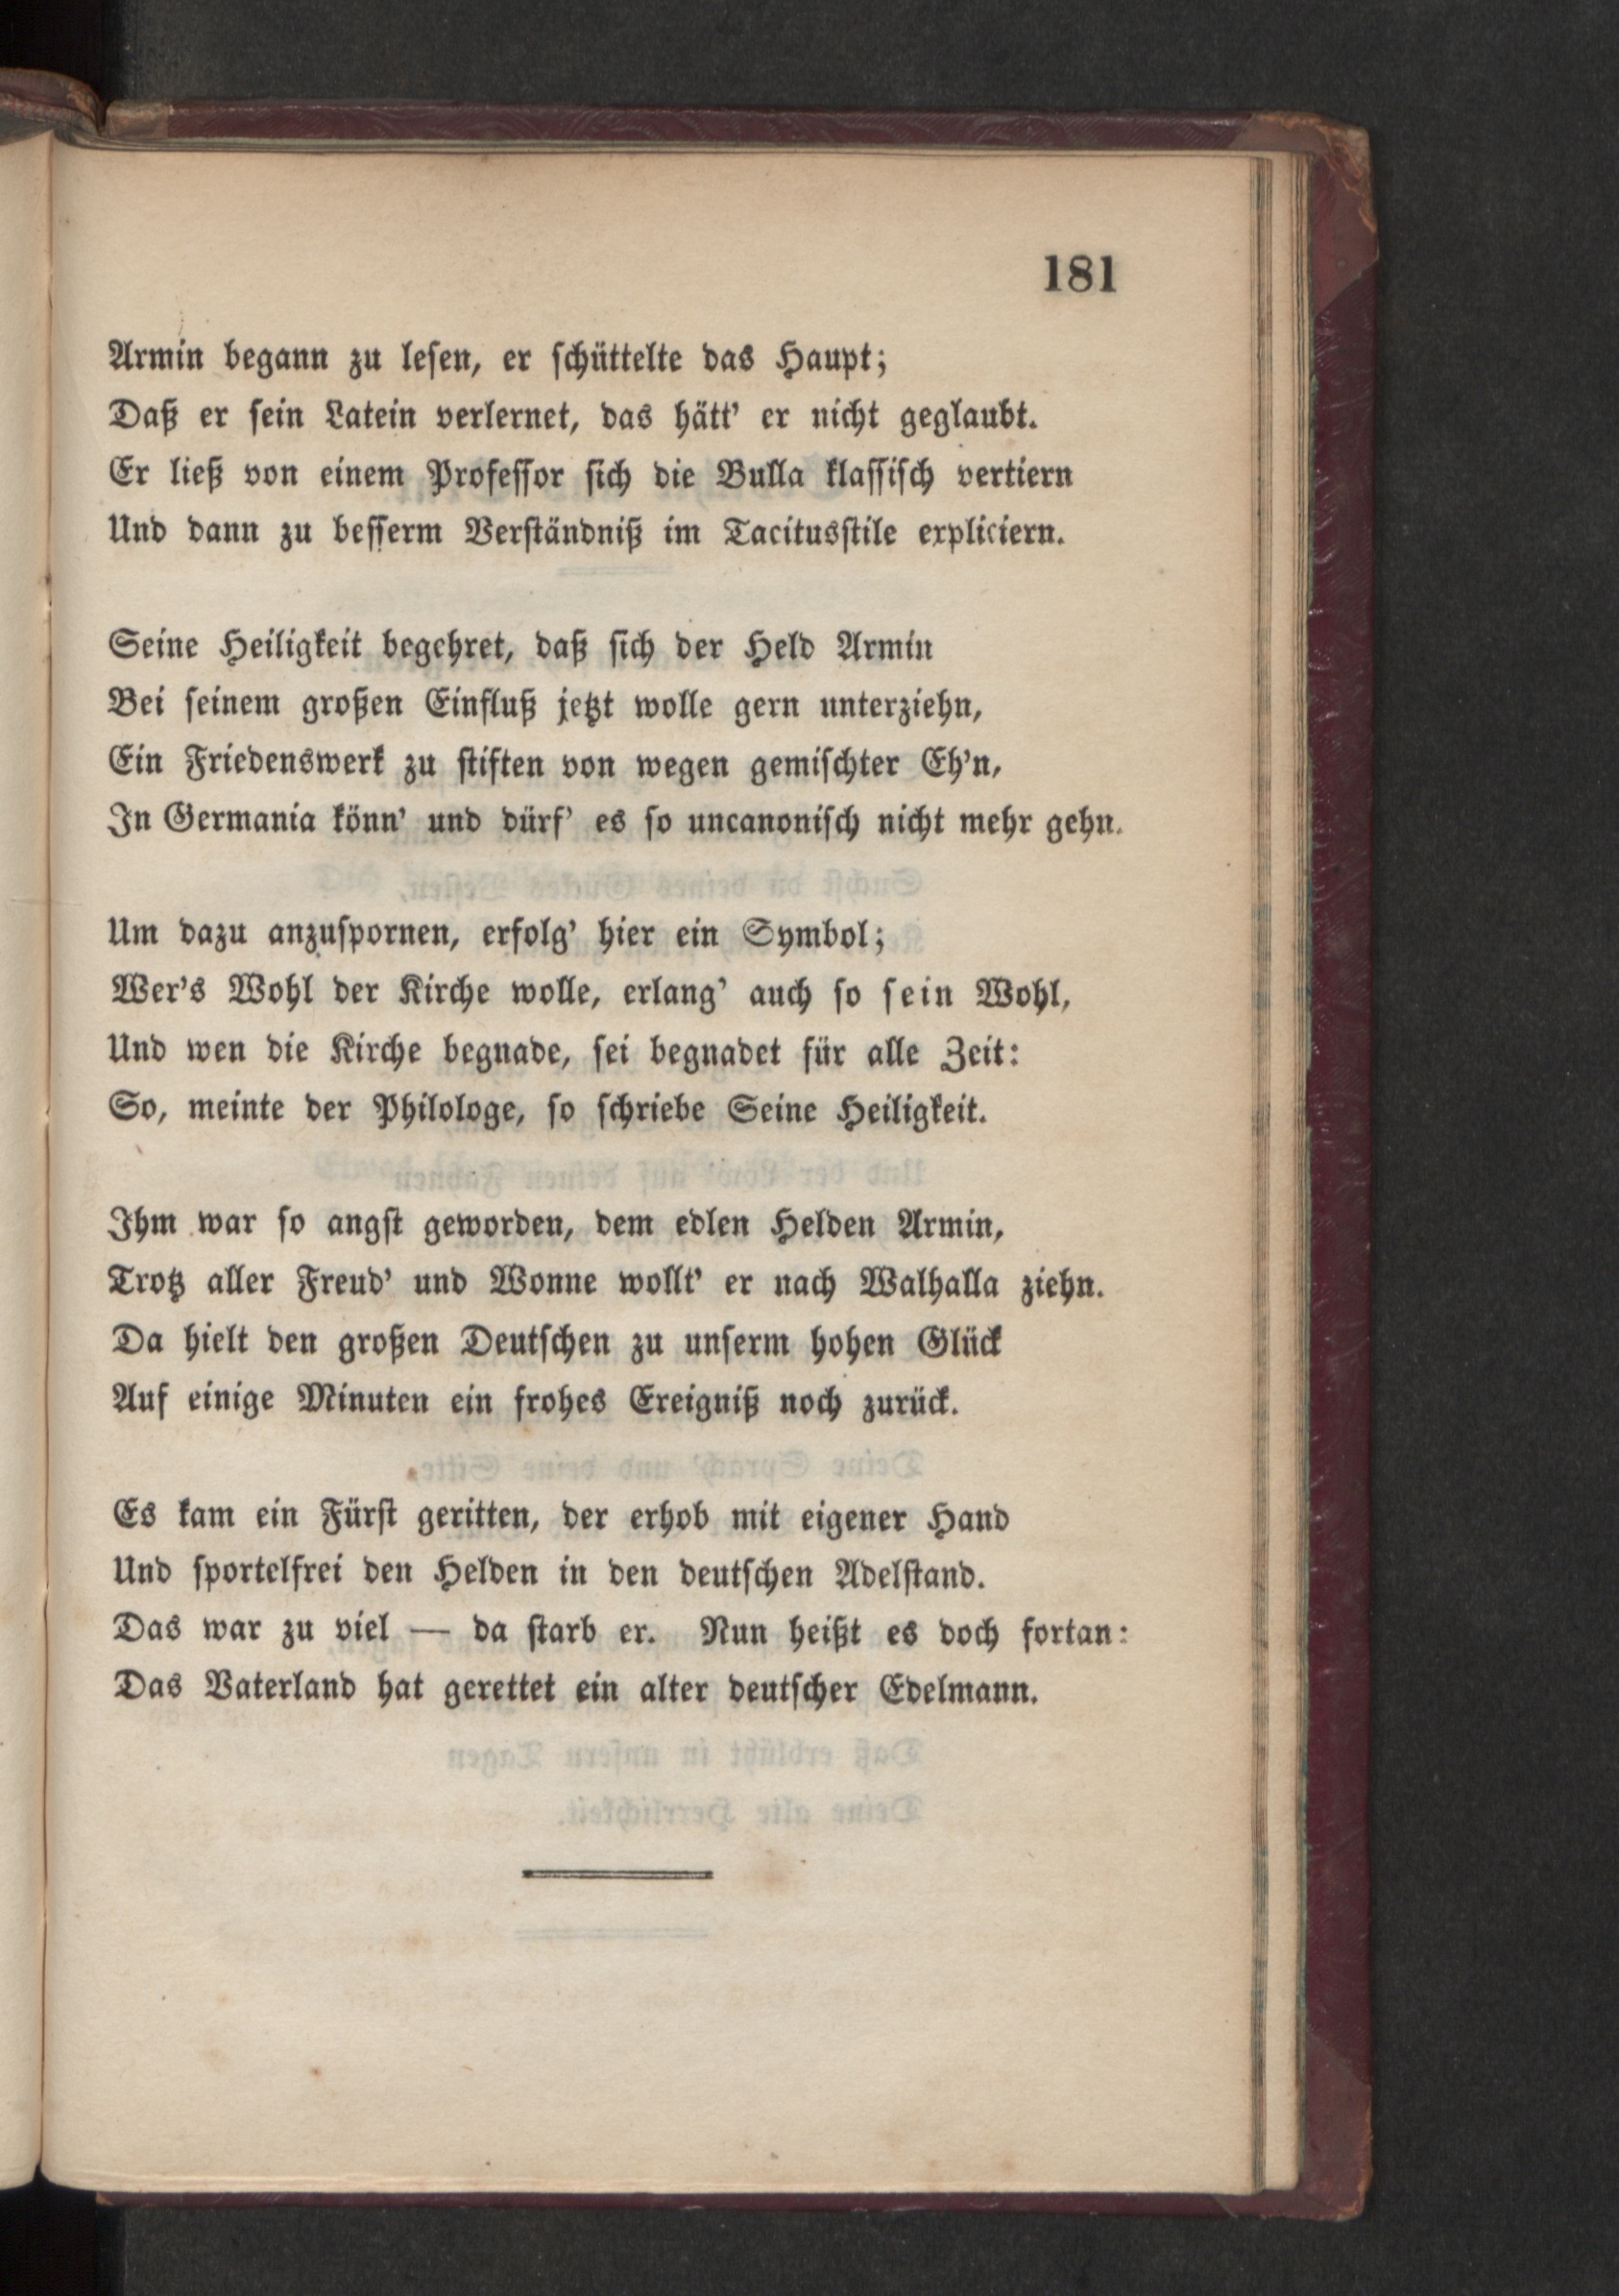 181
Armin begann zu lesen, er schüttelte das Haupt;
Daß er sein Latein verlernet, das hätt' er nicht geglaubt.
Er ließ von einem Professor sich die Bulla klassisch vertiern
Und dann zu besserm Verständniß im Tacitusstile expliciern.
Seine Heiligkeit begehret, daß sich der Held Armin
Bei seinem großen Einfluß jetzt wolle gern unterziehn,
Ein Friedenswerk zu stiften von wegen gemischter Eh'n,
In Germania könn' und dürf' es so uncanonisch nicht mehr gehn.
Um dazu anzuspornen, erfolg' hier ein Symbol;
Wer's Wohl der Kirche wolle, erlang' auch so sein Wohl,
Und wen die Kirche begnade, sei begnadet für alle Zeit:
So, meinte der Philologe, so schriebe Seine Heiligkeit.
Ihm war so angst geworden, dem edlen Helden Armin,
Trotz aller Freud' und Wonne wollt' er nach Walhalla ziehn.
Da hielt den großen Deutschen zu unserm hohen Glück
Auf einige Minuten ein frohes Ereigniß noch zurück.
Es kam ein Fürst geritten, der erhob mit eigener Hand
Und sportelfrei den Helden in den deutschen Adelstand.
Das war zu viel — da starb er. Nun heißt es doch fortan:
Das Vaterland hat gerettet ein alter deutscher Edelmann.